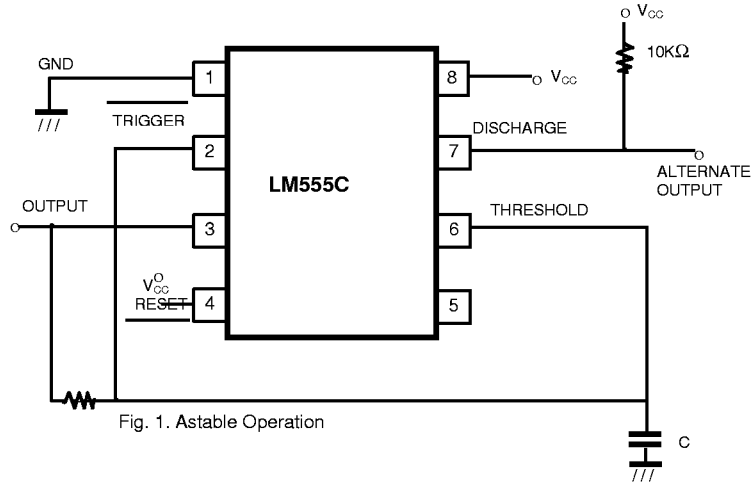 VCC
GND
1
8
VCC
10KΩ
TRIGGER
2
DISCHARGE
7
ALTERNATE
OUTPUT
LM555C
OUTPUT
3
THRESHOLD
6
VCC
RESET
4
5
Fig. 1. Astable Operation
C